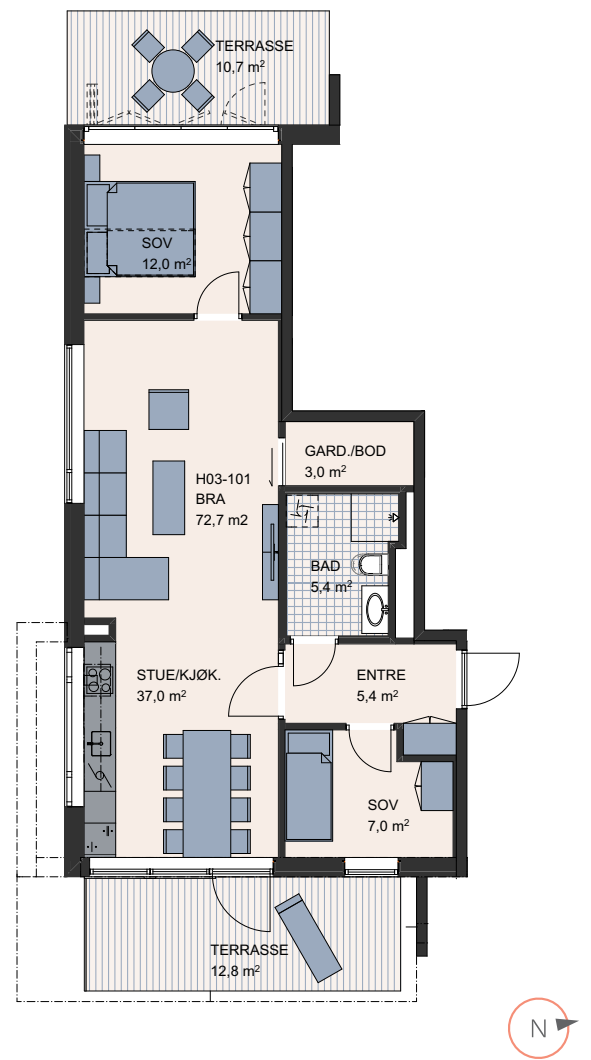 TERRASSE
10,7 m²
SOV
12,0 m²
GARD./BOD
3,0 m²
H03-101
BRA
72,7 m2
BAD
5,4 m²
STUE/KJØK.
37,0 m²
ENTRE
5,4 m²
SOV
7,0 m²
TERRASSE
12,8 m²
N